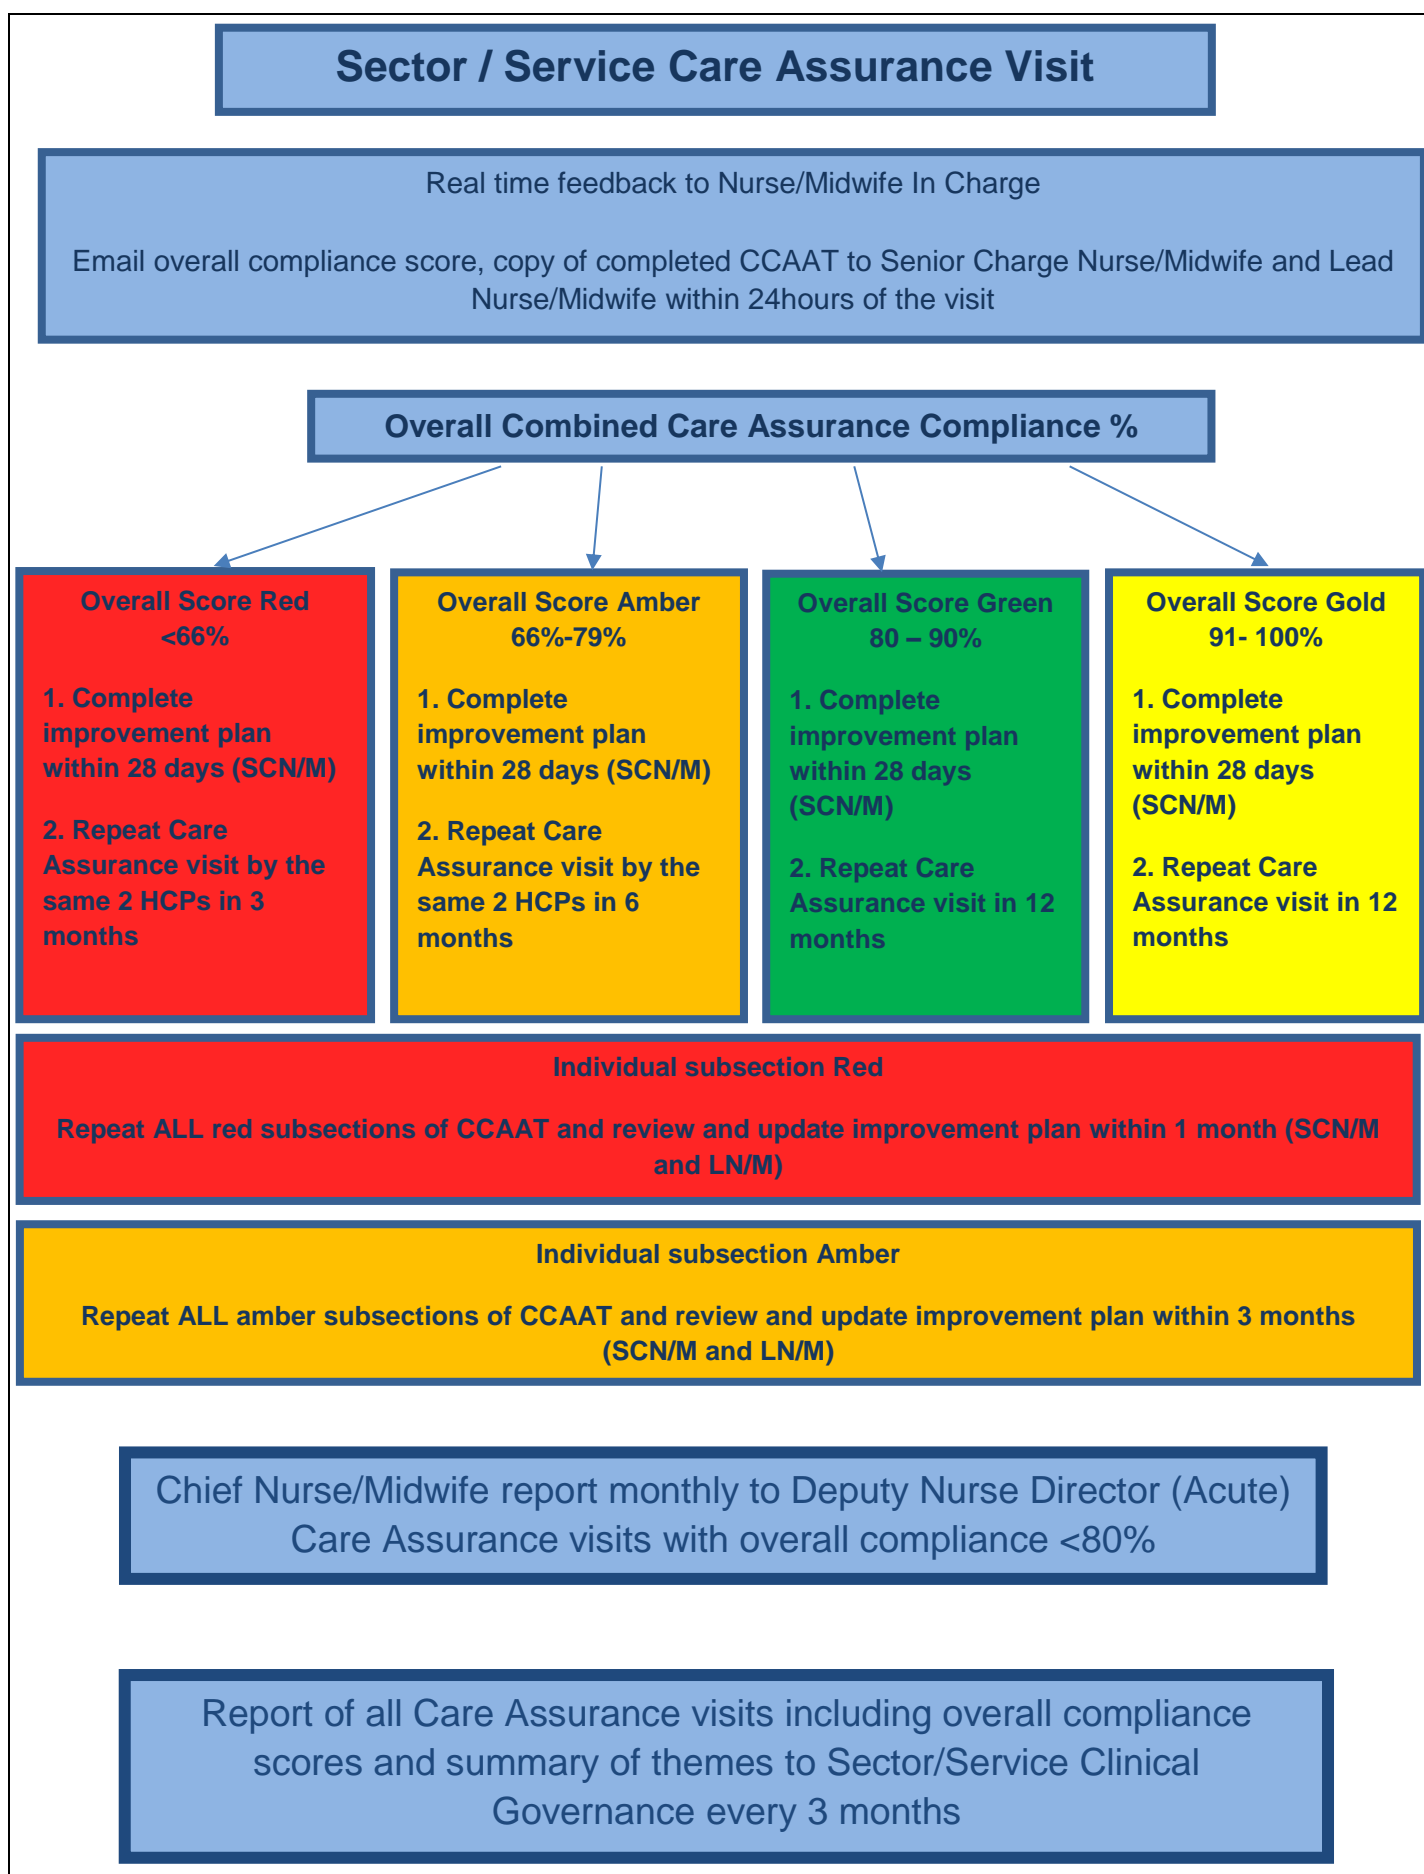 Sector / Service Care Assurance Visit
Real time feedback to Nurse/Midwife In Charge
Email overall compliance score, copy of completed CCAAT to Senior Charge Nurse/Midwife and Lead
Nurse/Midwife within 24hours of the visit
Overall Combined Care Assurance Compliance %
Overall Score Red
<66%
1. Complete
improvement plan
within 28 days (SCN/M)
2. Repeat Care
Assurance visit by the
same 2 HCPs in 3
months
Overall Score Amber
66%-79%
1. Complete
improvement plan
within 28 days (SCN/M)
2. Repeat Care
Assurance visit by the
same 2 HCPs in 6
months
Overall Score Green
80 – 90%
1. Complete
improvement plan
within 28 days
(SCN/M)
2. Repeat Care
Assurance visit in 12
months
Overall Score Gold
91- 100%
1. Complete
improvement plan
within 28 days
(SCN/M)
2. Repeat Care
Assurance visit in 12
months
Individual subsection Red
Repeat ALL red subsections of CCAAT and review and update improvement plan within 1 month (SCN/M
and LN/M)
Individual subsection Amber
Repeat ALL amber subsections of CCAAT and review and update improvement plan within 3 months
(SCN/M and LN/M)
Chief Nurse/Midwife report monthly to Deputy Nurse Director (Acute)
Care Assurance visits with overall compliance <80%
Report of all Care Assurance visits including overall compliance
scores and summary of themes to Sector/Service Clinical
Governance every 3 months